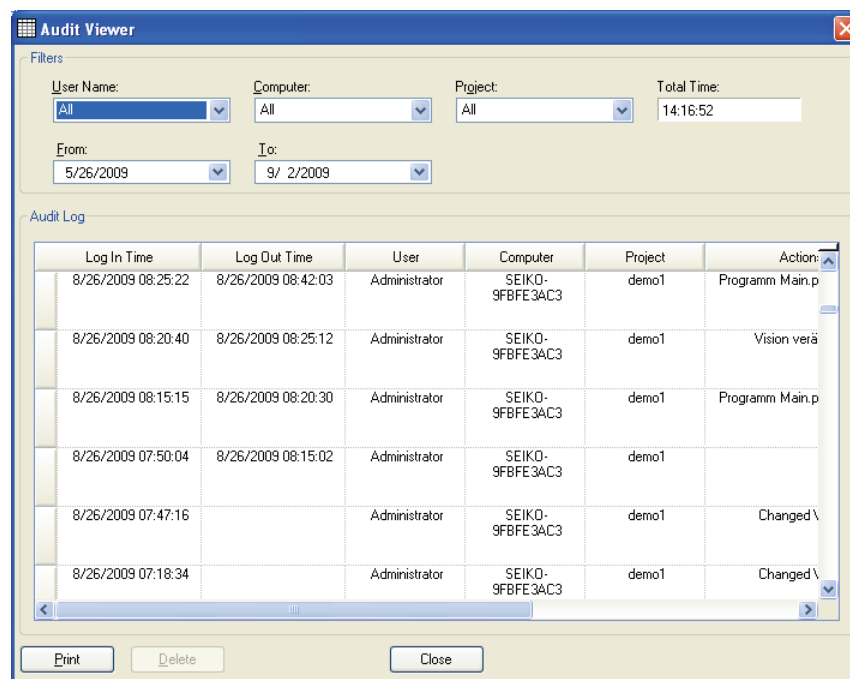 Audit Viewer
Filters
User Name: Computer: Project: Total Time:
All All All 14:16:52
From: To:
5/26/2009 9/ 2/2009
Audit Log
Log In Time Log Out Time User Computer Project Action
8/26/2009 08:25:22 8/26/2009 08:42:03 Administrator SEIKO- demo1 Programm Main.p
9FBFE3AC3
8/26/2009 08:20:40 8/26/2009 08:25:12 Administrator SEIKO- demo1 Vision verä
9FBFE3AC3
8/26/2009 08:15:15 8/26/2009 08:20:30 Administrator SEIKO- demo1 Programm Main.p
9FBFE3AC3
8/26/2009 07:50:04 8/26/2009 08:15:02 Administrator SEIKO- demo1
9FBFE3AC3
8/26/2009 07:47:16 Administrator SEIKO- demo1 Changed
9FBFE3AC3
8/26/2009 07:18:34 Administrator SEIKO- demo1 Changed
9FBFE3AC3
Print Delete Close